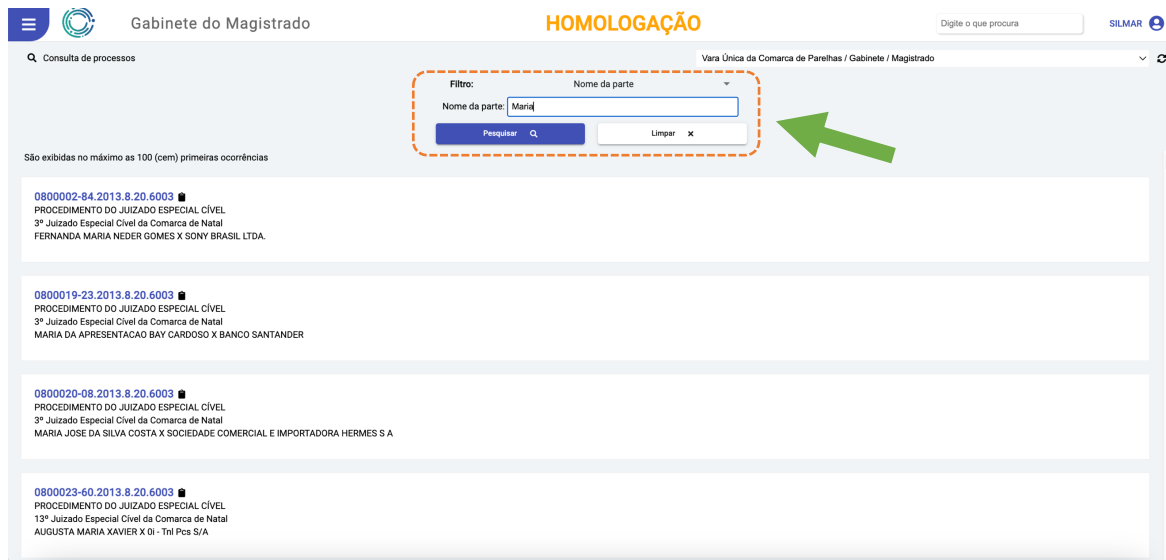 Gabinete do Magistrado
HOMOLOGAÇÃO
Digite o que procura
SILMAR
Consulta de processos
Vara Única da Comarca de Parelhas / Gabinete / Magistrado
Filtro: Nome da parte
Nome da parte: Maria
Pesquisar
Limpar
São exibidas no máximo as 100 (cem) primeiras ocorrências
0800002-84.2013.8.20.6003
PROCEDIMENTO DO JUIZADO ESPECIAL CÍVEL
3º Juizado Especial Cível da Comarca de Natal
FERNANDA MARIA NEDER GOMES X SONY BRASIL LTDA.
0800019-23.2013.8.20.6003
PROCEDIMENTO DO JUIZADO ESPECIAL CÍVEL
3º Juizado Especial Cível da Comarca de Natal
MARIA DA APRESENTACAO BAY CARDOSO X BANCO SANTANDER
0800020-08.2013.8.20.6003
PROCEDIMENTO DO JUIZADO ESPECIAL CÍVEL
3º Juizado Especial Cível da Comarca de Natal
MARIA JOSE DA SILVA COSTA X SOCIEDADE COMERCIAL E IMPORTADORA HERMES S A
0800023-60.2013.8.20.6003
PROCEDIMENTO DO JUIZADO ESPECIAL CÍVEL
13º Juizado Especial Cível da Comarca de Natal
AUGUSTA MARIA XAVIER X 0i - Tnl Pcs S/A